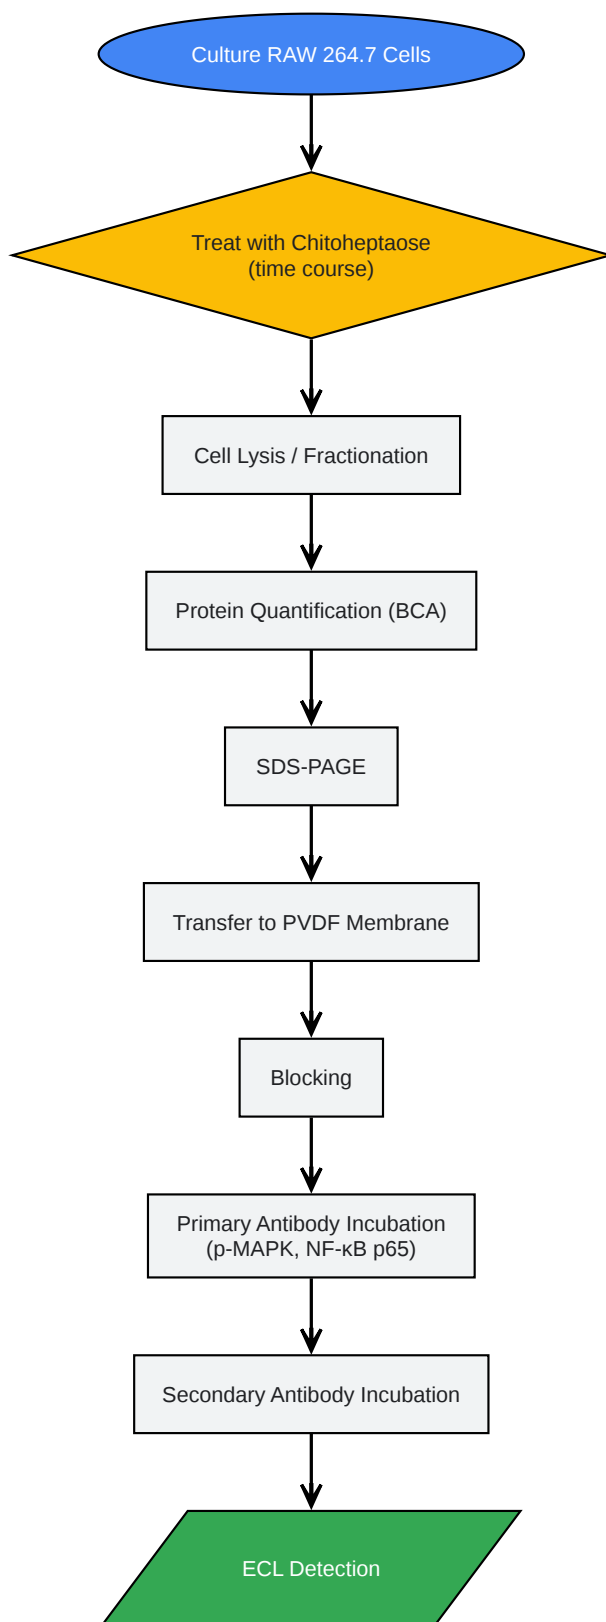 Culture RAW 264.7 Cells
Treat with Chitoheptaose
(time course)
Cell Lysis / Fractionation
Protein Quantification (BCA)
SDS-PAGE
Transfer to PVDF Membrane
Blocking
Primary Antibody Incubation
(p-MAPK, NF-κB p65)
Secondary Antibody Incubation
ECL Detection